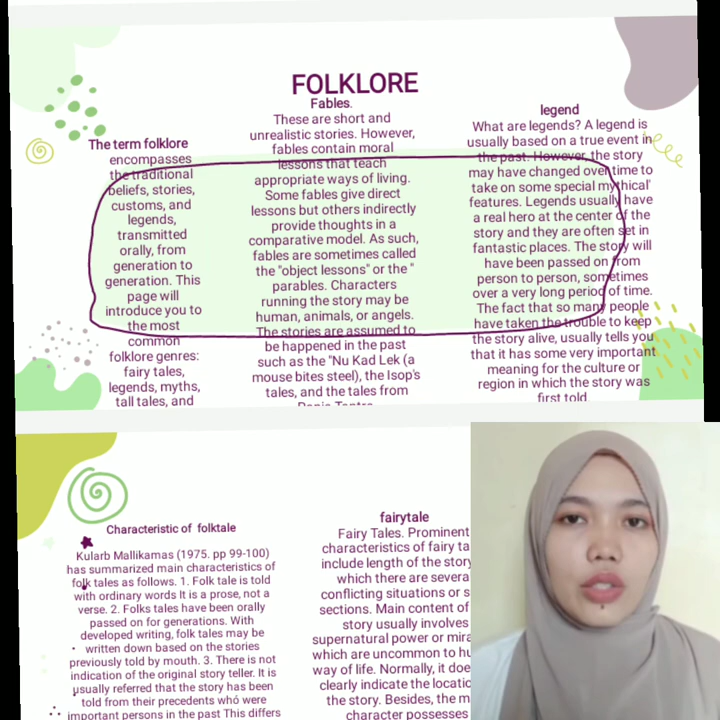 FOLKLORE
The term folklore
encompasses
the traditional
beliefs, stories,
customs, and
legends,
transmitted
orally, from
generation to
generation. This
page will
introduce you to
the most
common
folklore genres:
fairy tales,
legends, myths,
tall tales, and
Fables.
These are short and
unrealistic stories. However,
fables contain moral
lessons that teach
appropriate ways of living.
Some fables give direct
lessons but others indirectly
provide thoughts in a
comparative model. As such,
fables are sometimes called
the "object lessons" or the "
parables. Characters
running the story may be
human, animals, or angels.
The stories are assumed to
be happened in the past
such as the "Nu Kad Lek (a
mouse bites steel), the Isop's
tales, and the tales from
legend
What are legends? A legend is
usually based on a true event in
the past. However, the story
may have changed over time to
take on some special mythical'
features. Legends usually have
a real hero at the center of the
story and they are often set in
fantastic places. The story will
have been passed on from
person to person, sometimes
over a very long period of time.
The fact that so many people
have taken the trouble to keep
the story alive, usually tells you
that it has some very important
meaning for the culture or
region in which the story was
first told.
Characteristic of folktale
Kularb Mallikamas (1975. pp 99-100)
has summarized main characteristics of
folk tales as follows. 1. Folk tale is told
with ordinary words It is a prose, not a
verse. 2. Folks tales have been orally
passed on for generations. With
developed writing, folk tales may be
written down based on the stories
previously told by mouth. 3. There is not
indication of the original story teller. It is
usually referred that the story has been
told from their precedents who
important persons in the past This differs
fairytale
Fairy Tales. Prominent
characteristics of fairy ta
include length of the story
which there are severa
conflicting situations or s
sections. Main content of
story usually involves
supernatural power or mira
which are uncommon to hu
way of life. Normally, it doe
clearly indicate the locatio
the story. Besides, the m
character possesses